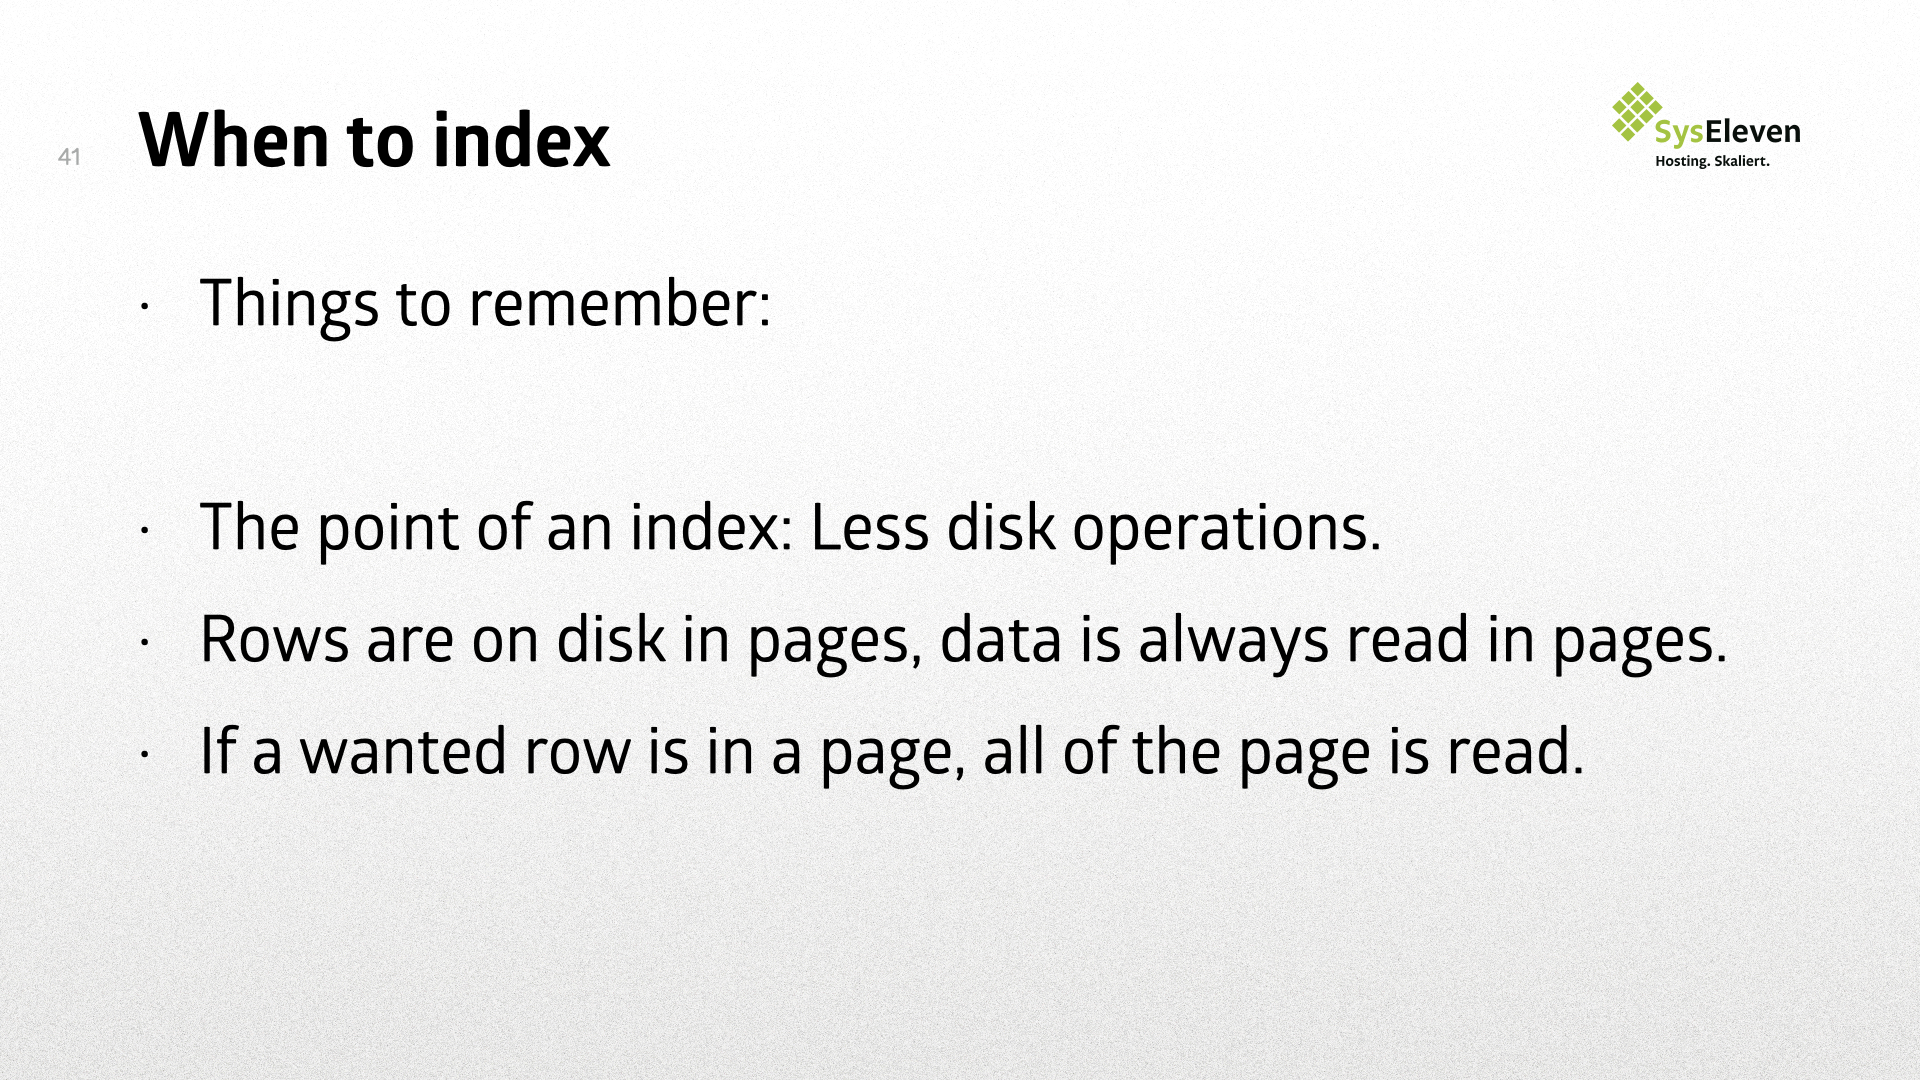 41
When to index
SysEleven
Hosting. Skaliert.
· Things to remember:
· The point of an index: Less disk operations.
· Rows are on disk in pages, data is always read in pages.
· If a wanted row is in a page, all of the page is read.